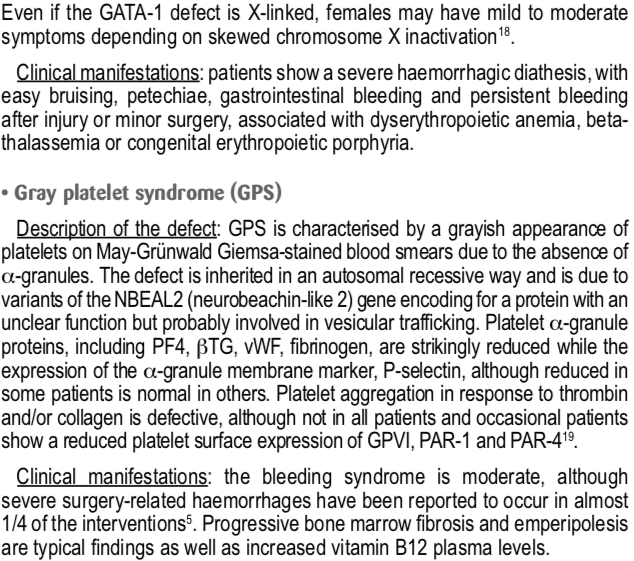 Even if the GATA-1 defect is X-linked, females may have mild to moderate
symptoms depending on skewed chromosome X inactivation18.
Clinical manifestations: patients show a severe haemorrhagic diathesis, with
easy bruising, petechiae, gastrointestinal bleeding and persistent bleeding
after injury or minor surgery, associated with dyserythropoietic anemia, beta-
thalassemia or congenital erythropoietic porphyria.
• Gray platelet syndrome (GPS)
Description of the defect: GPS is characterised by a grayish appearance of
platelets on May-Grünwald Giemsa-stained blood smears due to the absence of
α-granules. The defect is inherited in an autosomal recessive way and is due to
variants of the NBEAL2 (neurobeachin-like 2) gene encoding for a protein with an
unclear function but probably involved in vesicular trafficking. Platelet α-granule
proteins, including PF4, βTG, vWF, fibrinogen, are strikingly reduced while the
expression of the α-granule membrane marker, P-selectin, although reduced in
some patients is normal in others. Platelet aggregation in response to thrombin
and/or collagen is defective, although not in all patients and occasional patients
show a reduced platelet surface expression of GPVI, PAR-1 and PAR-419.
Clinical manifestations: the bleeding syndrome is moderate, although
severe surgery-related haemorrhages have been reported to occur in almost
1/4 of the interventions5. Progressive bone marrow fibrosis and emperipolesis
are typical findings as well as increased vitamin B12 plasma levels.